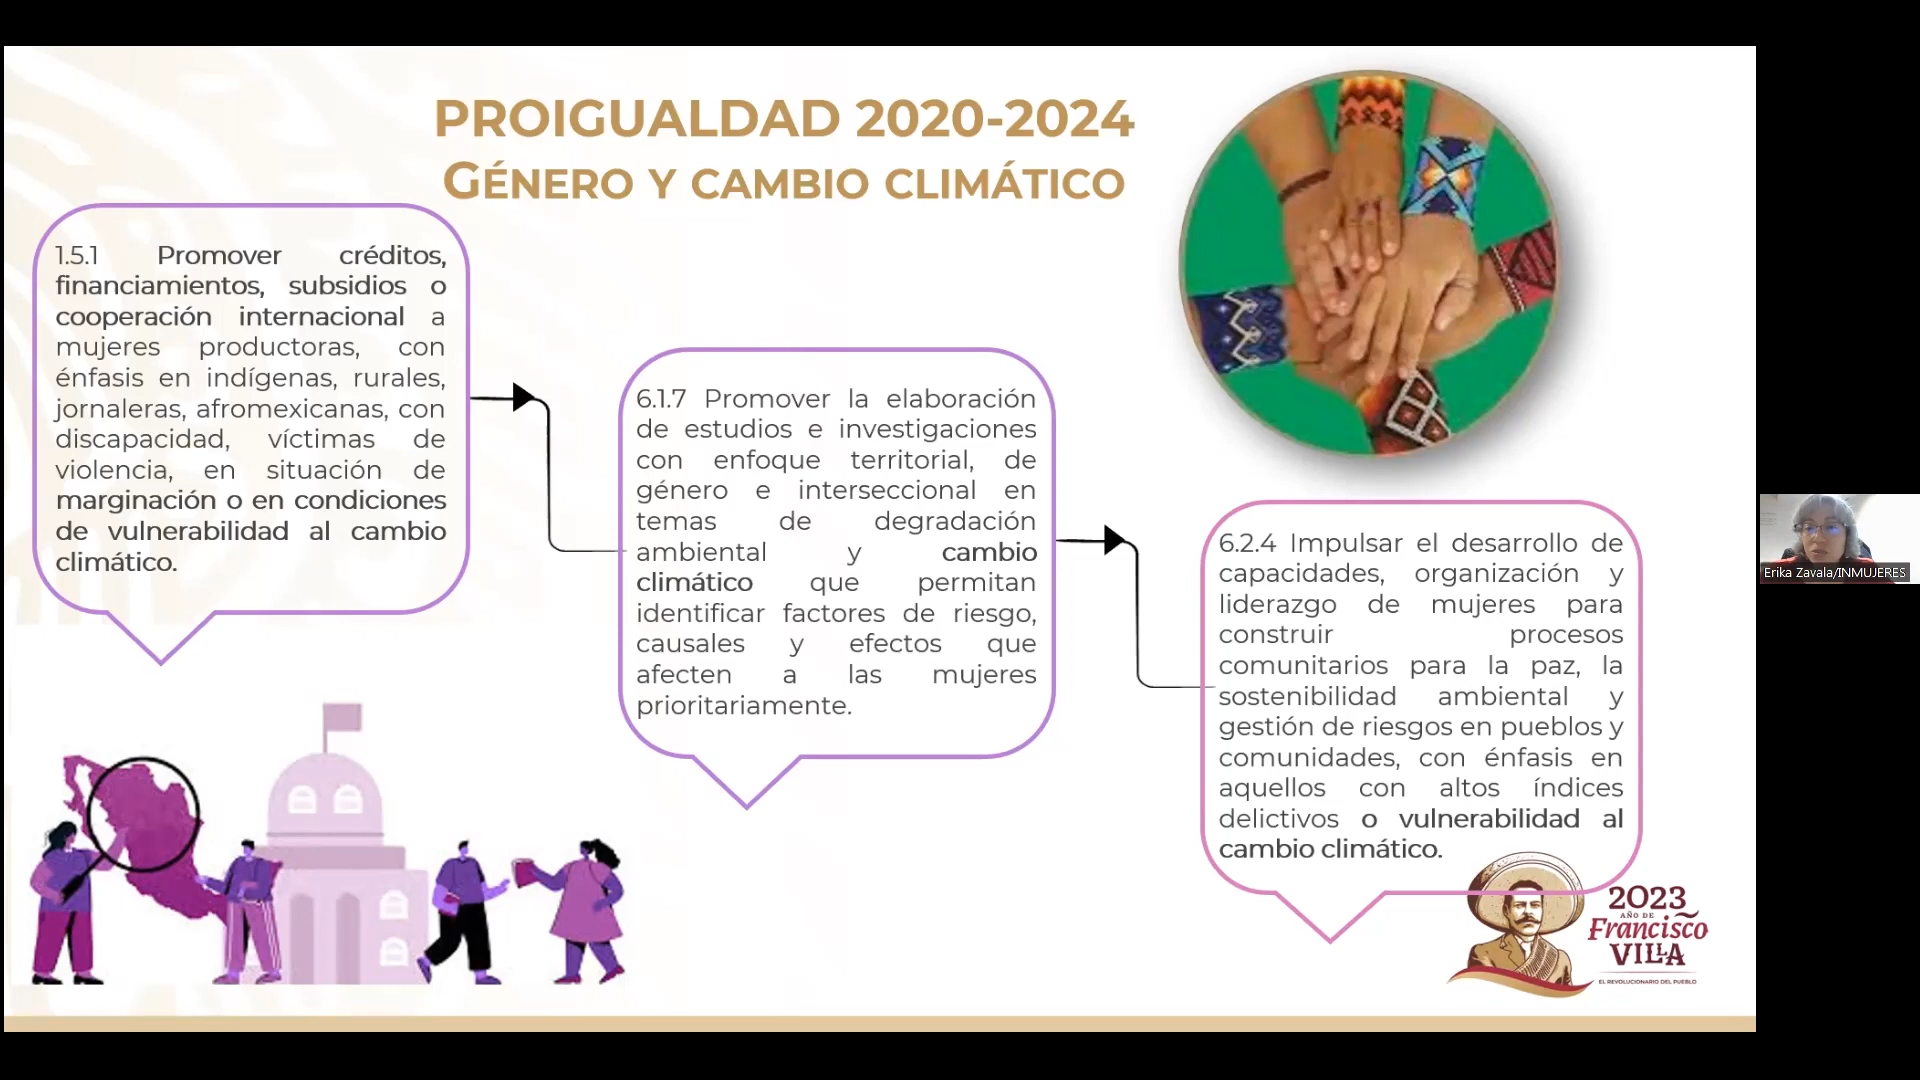 PROIGUALDAD 2020-2024
GÉNERO Y CAMBIO CLIMÁTICO
1.5.1 Promover créditos,
financiamientos, subsidios o
cooperación internacional a
mujeres productoras, con
énfasis en indígenas, rurales,
jornaleras, afromexicanas, con
discapacidad, víctimas de
violencia, en situación de
marginación o en condiciones
de vulnerabilidad al cambio
climático.
6.1.7 Promover la elaboración
de estudios e investigaciones
con enfoque territorial, de
género e interseccional en
temas de degradación
ambiental y cambio
climático que permitan
identificar factores de riesgo,
causales y efectos que
afecten a las mujeres
prioritariamente.
6.2.4 Impulsar el desarrollo de
capacidades, organización y
liderazgo de mujeres para
construir procesos
comunitarios para la paz, la
sostenibilidad ambiental y
gestión de riesgos en pueblos y
comunidades, con énfasis en
aquellos con altos índices
delictivos o vulnerabilidad al
cambio climático.
2023
AÑO DE
Francisco
VILLA
EL REVOLUCIONARIO DEL PUEBLO
Erika Zavala/INMUJERES